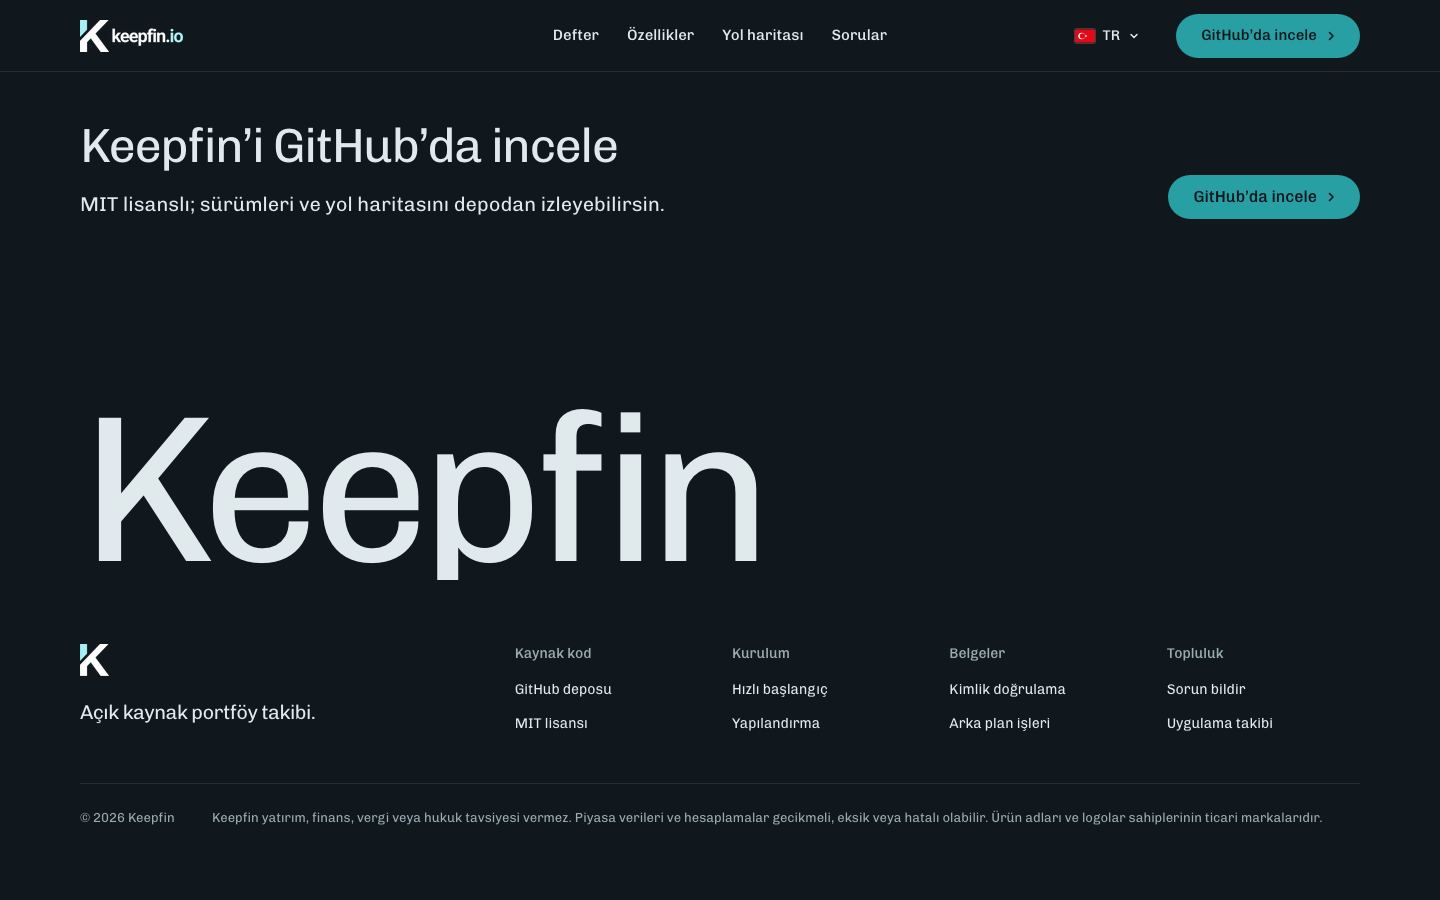 keepfin.io
Defter
Özellikler
Yol haritası
Sorular
TR
GitHub’da incele
Keepfin’i GitHub’da incele
MIT lisanslı; sürümleri ve yol haritasını depodan izleyebilirsin.
GitHub’da incele
Keepfin
Açık kaynak portföy takibi.
Kaynak kod
GitHub deposu
MIT lisansı
Kurulum
Hızlı başlangıç
Yapılandırma
Belgeler
Kimlik doğrulama
Arka plan işleri
Topluluk
Sorun bildir
Uygulama takibi
© 2026 Keepfin
Keepfin yatırım, finans, vergi veya hukuk tavsiyesi vermez. Piyasa verileri ve hesaplamalar gecikmeli, eksik veya hatalı olabilir. Ürün adları ve logolar sahiplerinin ticari markalarıdır.